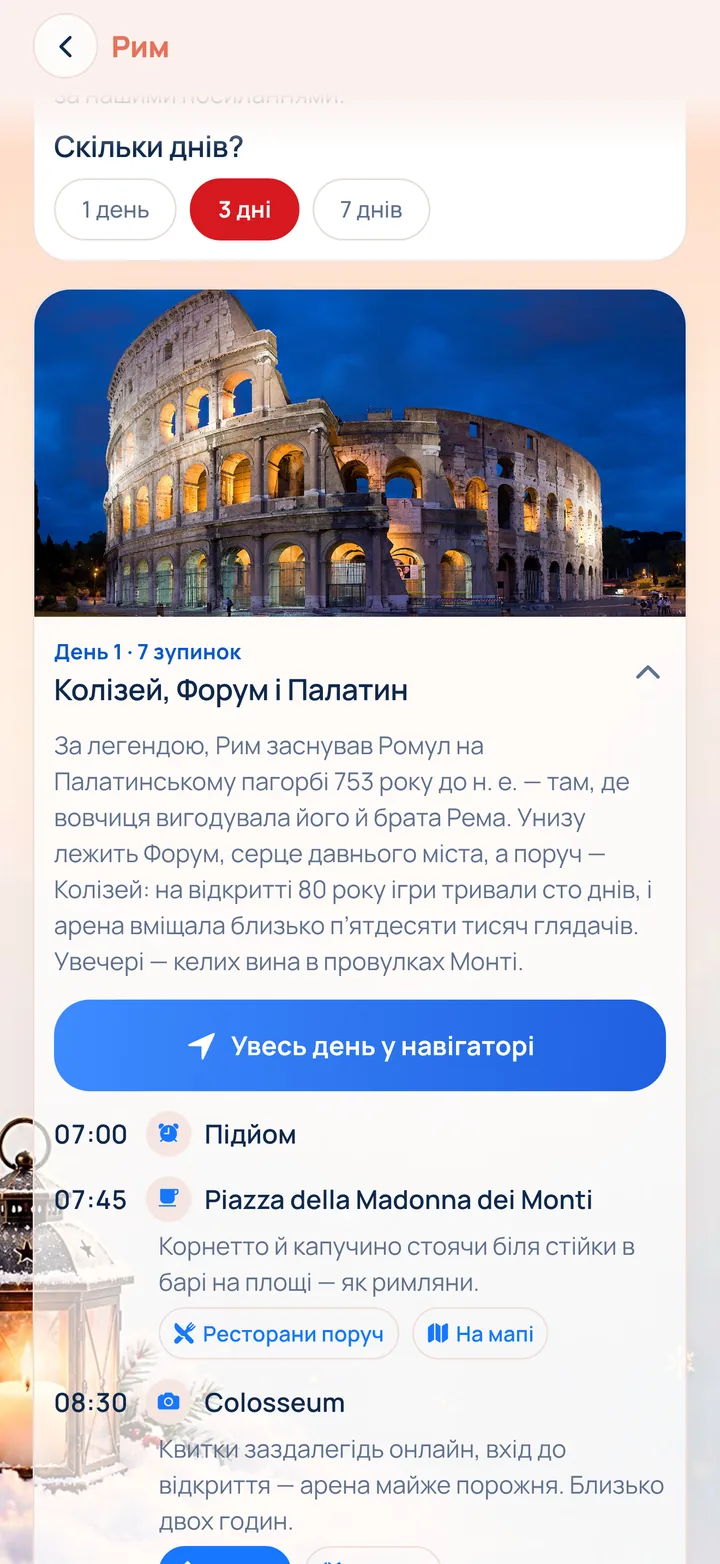 Рим
за нашими посиланнями.
Скільки днів?
1 день
3 дні
7 днів
День 1 · 7 зупинок
Колізей, Форум і Палатин
За легендою, Рим заснував Ромул на
Палатинському пагорбі 753 року до н. е. — там, де
вовчиця вигодувала його й брата Рема. Унизу
лежить Форум, серце давнього міста, а поруч —
Колізей: на відкритті 80 року ігри тривали сто днів, і
арена вміщала близько п’ятдесяти тисяч глядачів.
Увечері — келих вина в провулках Монті.
Увесь день у навігаторі
07:00 Підйом
07:45 Piazza della Madonna dei Monti
Корнетто й капучино стоячи біля стійки в
барі на площі — як римляни.
Ресторани поруч
На мапі
08:30 Colosseum
Квитки заздалегідь онлайн, вхід до
відкриття — арена майже порожня. Близько
двох годин.